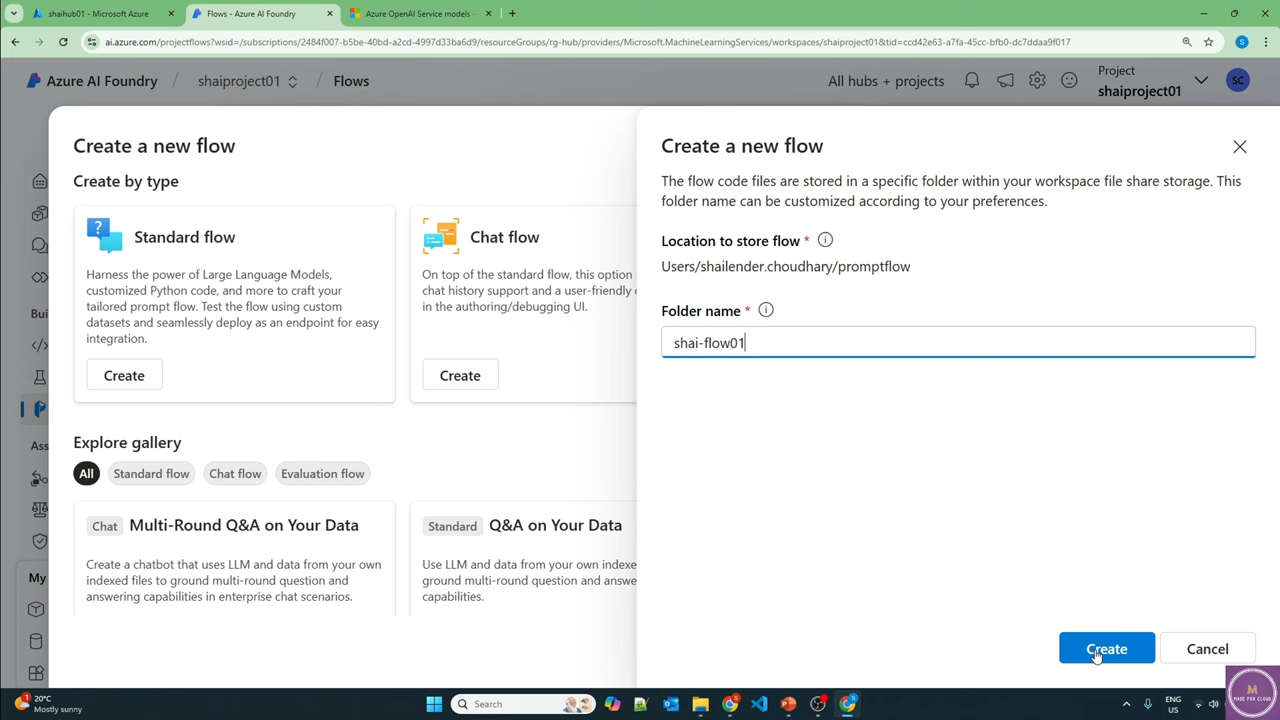 shaihub01 - Microsoft Azure
Flows - Azure AI Foundry
Azure OpenAI Service models -
ai.azure.com/projectflows?wsid=/subscriptions/2484f007-b5be-40bd-a2cd-4997d33ba6d9/resourceGroups/rg-hub/providers/Microsoft.MachineLearningServices/workspaces/shaiproject01&tid=ccd42e63-a7fa-45cc-bfb0-dc7ddaa9f017
S
Azure AI Foundry / shaiproject01 / Flows
All hubs + projects
Project
shaiproject01
SC
Bui
Ass
My
Create a new flow
Create by type
Standard flow
Harness the power of Large Language Models,
customized Python code, and more to craft your
tailored prompt flow. Test the flow using custom
datasets and seamlessly deploy as an endpoint for easy
integration.
Create
Chat flow
On top of the standard flow, this option
chat history support and a user-friendly c
in the authoring/debugging UI.
Create
Explore gallery
All
Standard flow
Chat flow
Evaluation flow
Chat Multi-Round Q&A on Your Data
Create a chatbot that uses LLM and data from your own
indexed files to ground multi-round question and
answering capabilities in enterprise chat scenarios.
Standard Q&A on Your Data
Use LLM and data from your own indexe
ground multi-round question and answe
capabilities.
Create a new flow
The flow code files are stored in a specific folder within your workspace file share storage. This
folder name can be customized according to your preferences.
Location to store flow *
Users/shailender.choudhary/promptflow
Folder name *
shai-flow01
Create
Cancel
1
20°C
Mostly sunny
Search
ENG
US
M
MADE FOR CLOUD